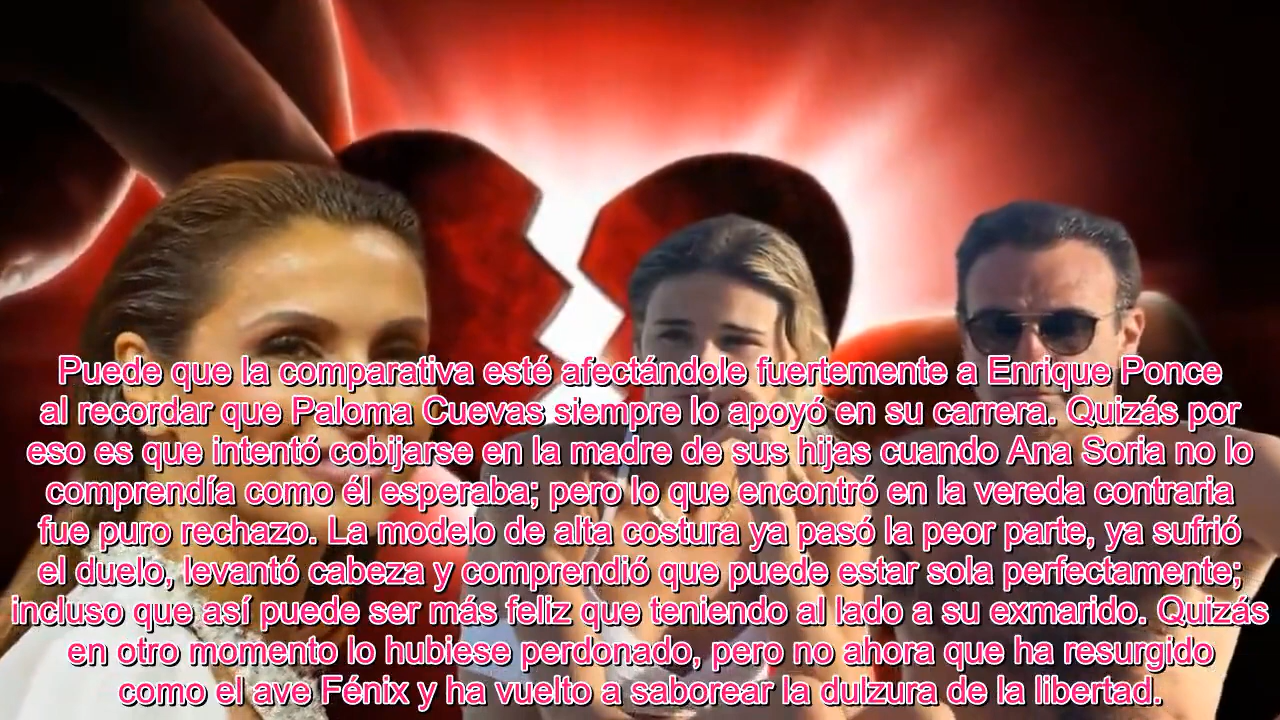 Puede que la comparativa esté afectándole fuertemente a Enrique Ponce
al recordar que Paloma Cuevas siempre lo apoyó en su carrera. Quizás por
eso es que intentó cobijarse en la madre de sus hijas cuando Ana Soria no lo
comprendía como él esperaba; pero lo que encontró en la vereda contraria
fue puro rechazo. La modelo de alta costura ya pasó la peor parte, ya sufrió
el duelo, levantó cabeza y comprendió que puede estar sola perfectamente;
incluso que así puede ser más feliz que teniendo al lado a su exmarido. Quizás
en otro momento lo hubiese perdonado, pero no ahora que ha resurgido
como el ave Fénix y ha vuelto a saborear la dulzura de la libertad.